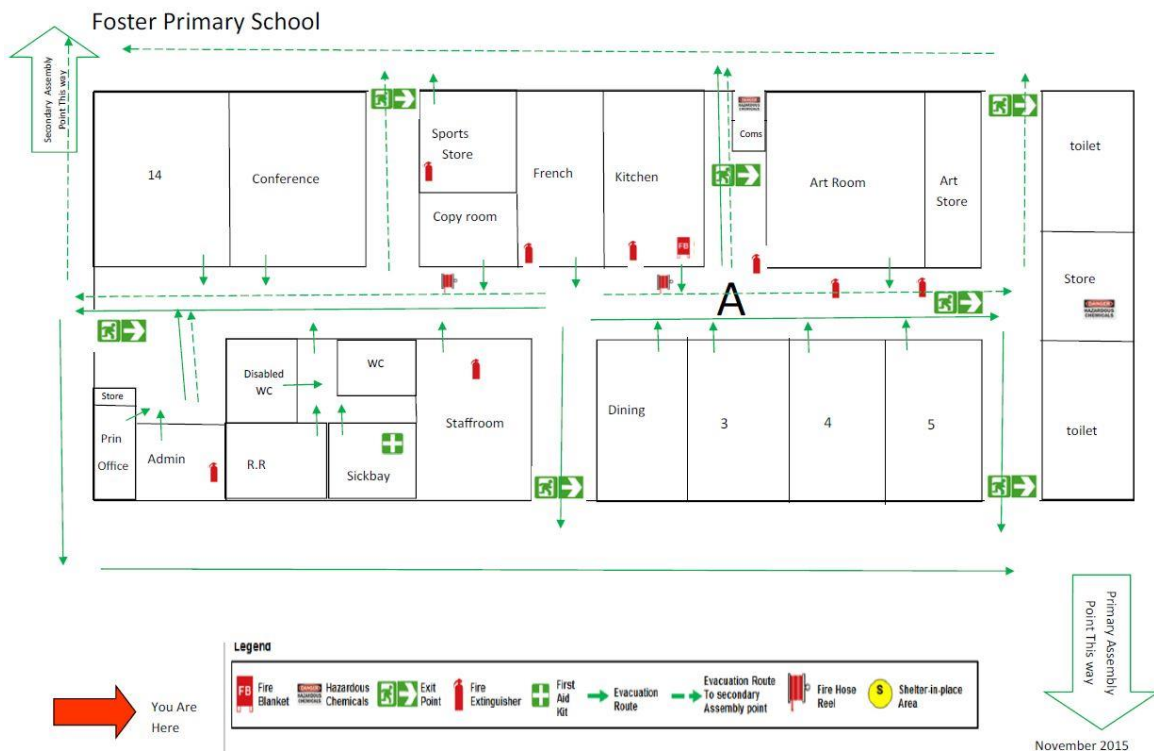 Foster Primary School
Secondary Assembly
Point This way
14
Conference
Sports
Store
Copy room
French
Kitchen
FB
DANGER
HAZARDOUS
CHEMICALS
Coms
Art Room
Art
Store
toilet
Store
DANGER
HAZARDOUS
CHEMICALS
toilet
A
Store
Prin
Office
Admin
Disabled
WC
WC
R.R
Sickbay
Staffroom
Dining
3
4
5
Primary Assembly
Point This way
Legend
FB
Fire
Blanket
DANGER
HAZARDOUS
CHEMICALS
Hazardous
Chemicals
Exit
Point
Fire
Extinguisher
First
Aid
Kit
Evacuation
Route
Evacuation Route
To secondary
Assembly point
Fire Hose
Reel
S
Shelter-in-place
Area
You Are
Here
November 2015